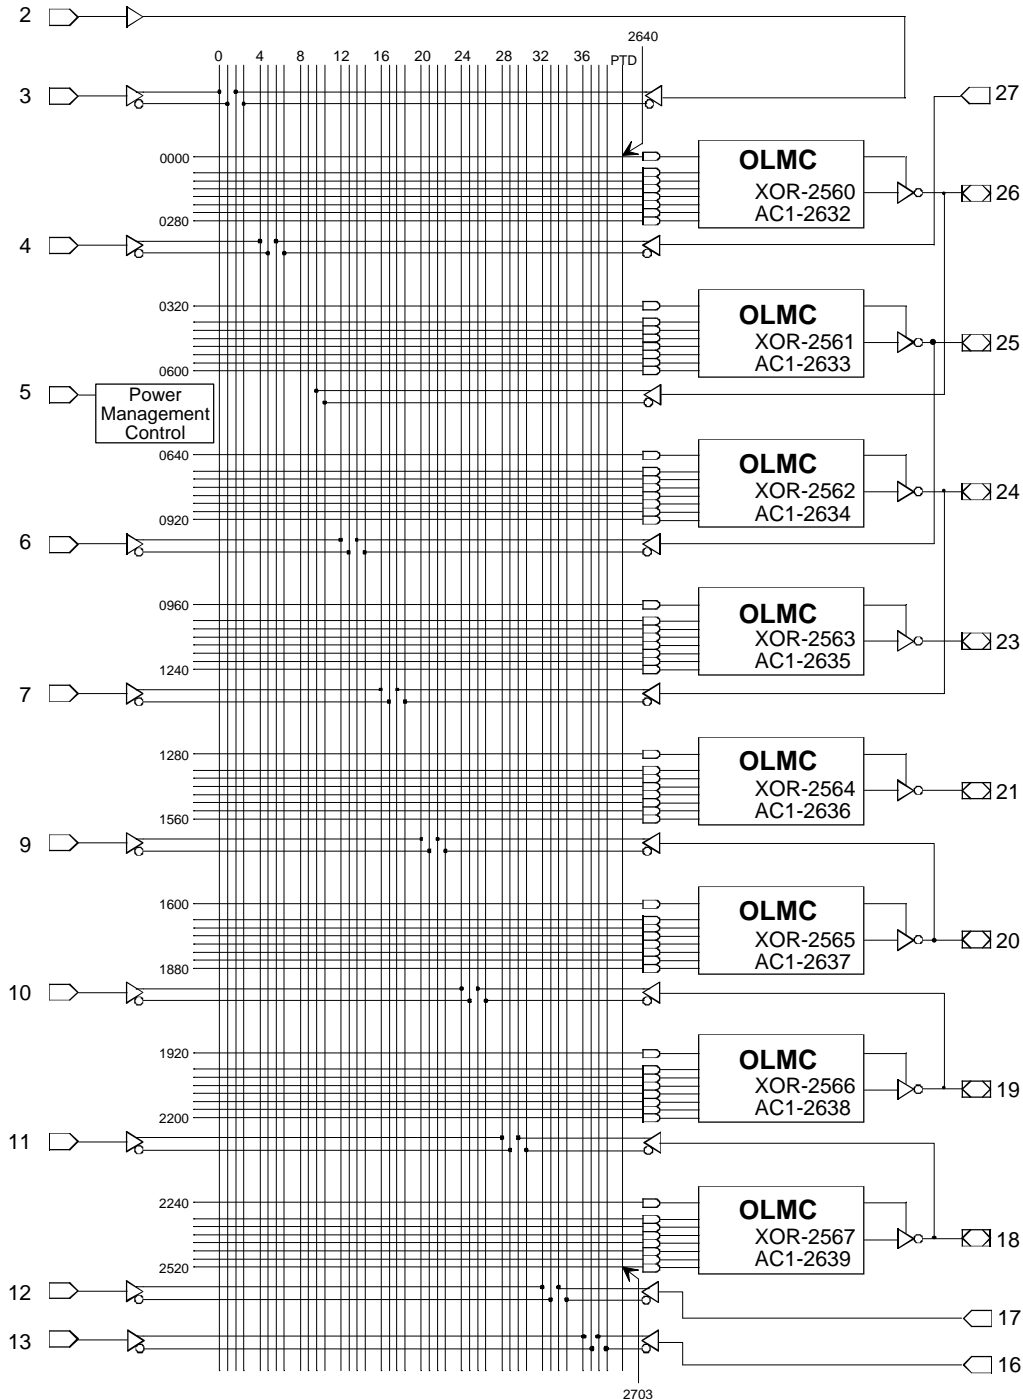 2
2640
0 4 8 12 16 20 24 28 32 36 PTD
3
27
0000
OLMC
XOR-2560
AC1-2632
26
0280
4
0320
OLMC
XOR-2561
AC1-2633
25
0600
5
Power
Management
Control
0640
OLMC
XOR-2562
AC1-2634
24
0920
6
0960
OLMC
XOR-2563
AC1-2635
23
1240
7
1280
OLMC
XOR-2564
AC1-2636
21
1560
9
1600
OLMC
XOR-2565
AC1-2637
20
1880
10
1920
OLMC
XOR-2566
AC1-2638
19
2200
11
2240
OLMC
XOR-2567
AC1-2639
18
2520
12
17
13
16
2703